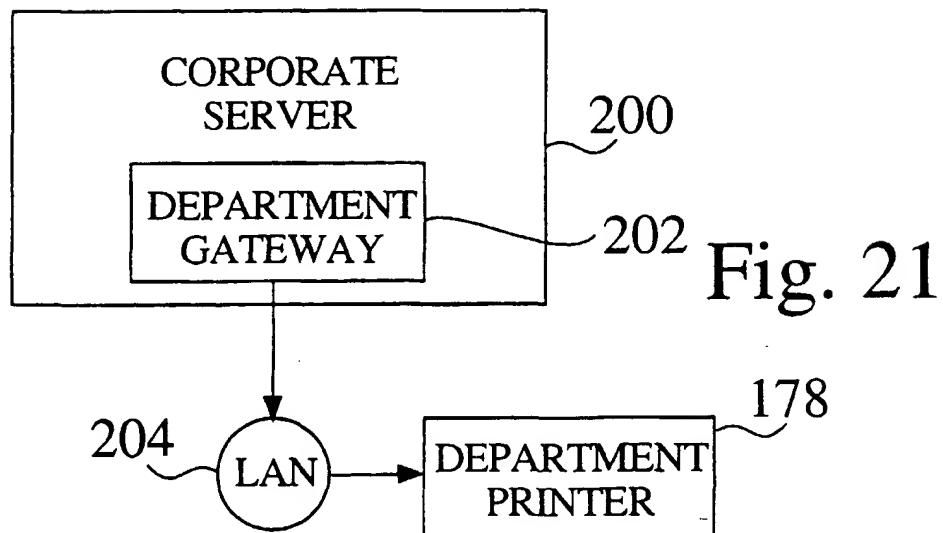 CORPORATE
SERVER
200
DEPARTMENT
GATEWAY
202
Fig. 21
178
204
LAN
DEPARTMENT
PRINTER